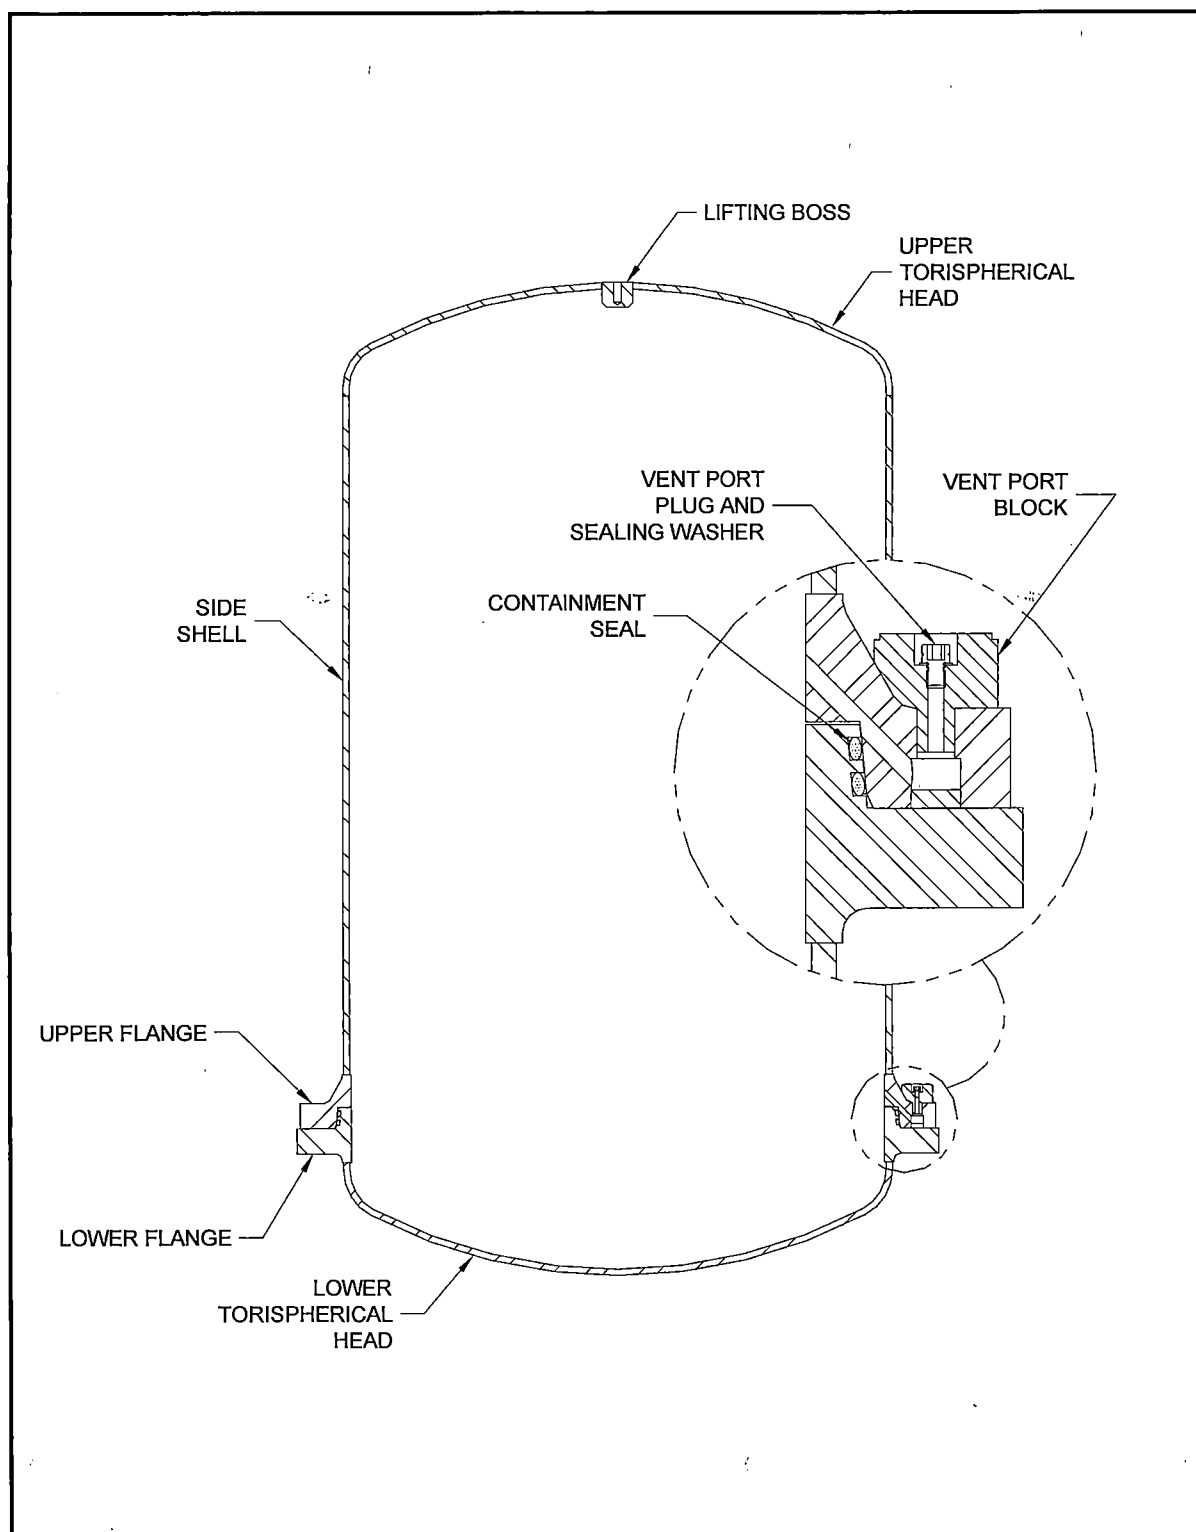 LIFTING BOSS
UPPER
TORISPHERICAL
HEAD
VENT PORT
PLUG AND
SEALING WASHER
VENT PORT
BLOCK
CONTAINMENT
SEAL
SIDE
SHELL
UPPER FLANGE
LOWER FLANGE
LOWER
TORISPHERICAL
HEAD